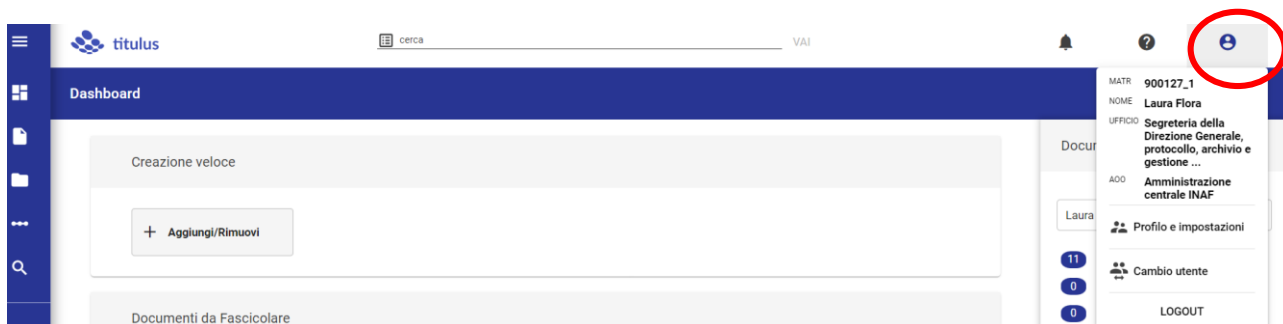 titulus
cerca
VAI
Dashboard
Creazione veloce
+ Aggiungi/Rimuovi
Documenti da Fascicolare
Docum
Laura
11
0
0
MATR 900127_1
NOME Laura Flora
UFFICIO Segreteria della
Direzione Generale,
protocollo, archivio e
gestione ...
AOO Amministrazione
centrale INAF
Profilo e impostazioni
Cambio utente
LOGOUT